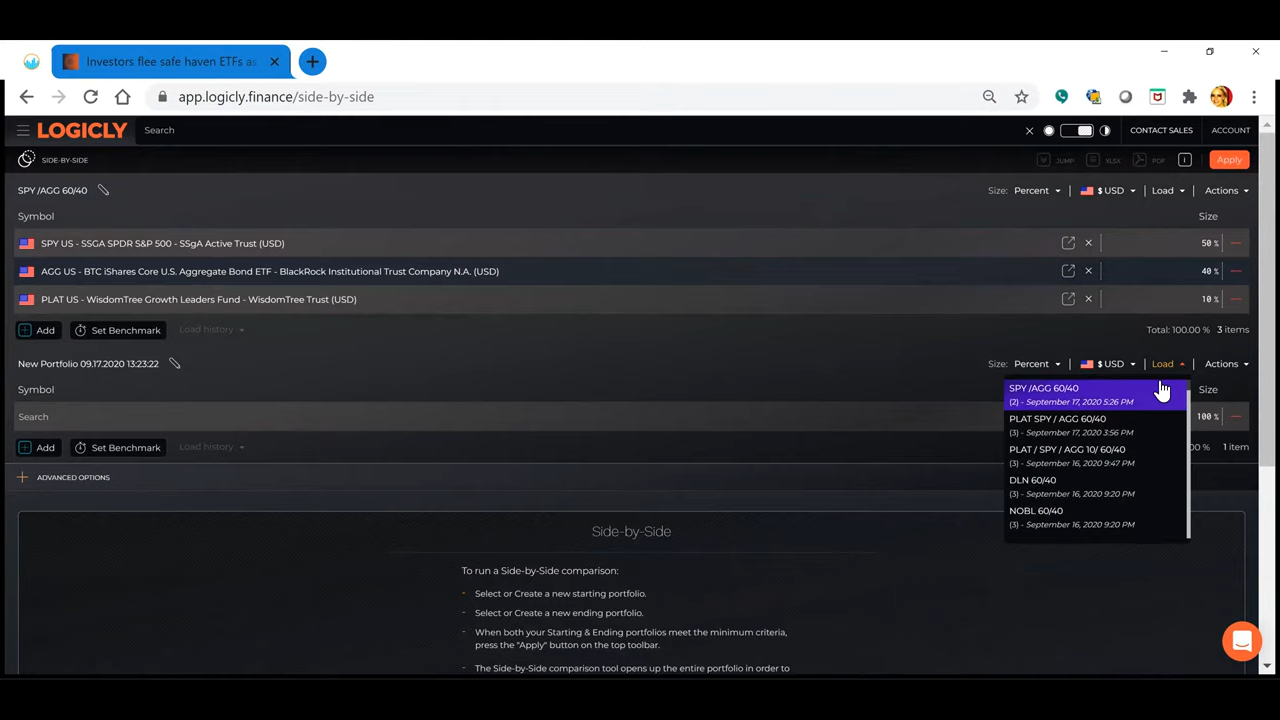 Investors flee safe haven ETFs as
app.logicly.finance/side-by-side
LOGICLY
Search
CONTACT SALES
ACCOUNT
SIDE-BY-SIDE
JUMP
XLSX
PDF
i
Apply
SPY /AGG 60/40
Size: Percent
$ USD
Load
Actions
Symbol
Size
SPY US - SSGA SPDR S&P 500 - SSgA Active Trust (USD)
50 %
AGG US - BTC iShares Core U.S. Aggregate Bond ETF - BlackRock Institutional Trust Company N.A. (USD)
40 %
PLAT US - WisdomTree Growth Leaders Fund - WisdomTree Trust (USD)
10 %
Add
Set Benchmark
Load history
Total: 100.00 % 3 items
New Portfolio 09.17.2020 13:23:22
Size: Percent
$ USD
Load
Actions
Symbol
Size
SPY /AGG 60/40
(2) - September 17, 2020 5:26 PM
Search
100 %
PLAT SPY / AGG 60/40
(3) - September 17, 2020 3:56 PM
Add
Set Benchmark
Load history
00 % 1 item
PLAT / SPY / AGG 10/ 60/40
(3) - September 16, 2020 9:47 PM
ADVANCED OPTIONS
DLN 60/40
(3) - September 16, 2020 9:20 PM
NOBL 60/40
(3) - September 16, 2020 9:20 PM
Side-by-Side
To run a Side-by-Side comparison:
- Select or Create a new starting portfolio.
- Select or Create a new ending portfolio.
- When both your Starting & Ending portfolios meet the minimum criteria,
press the "Apply" button on the top toolbar.
- The Side-by-Side comparison tool opens up the entire portfolio in order to